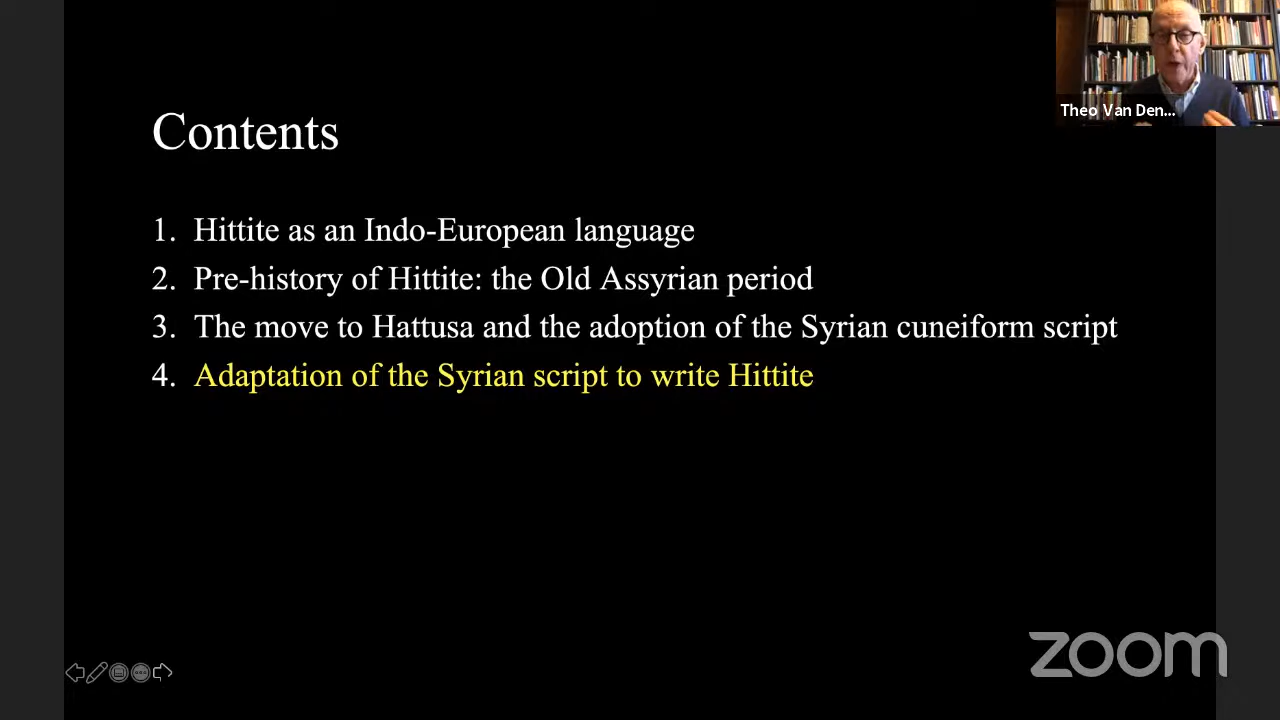 Contents
Theo Van Den...
1. Hittite as an Indo-European language
2. Pre-history of Hittite: the Old Assyrian period
3. The move to Hattusa and the adoption of the Syrian cuneiform script
4. Adaptation of the Syrian script to write Hittite
zoom